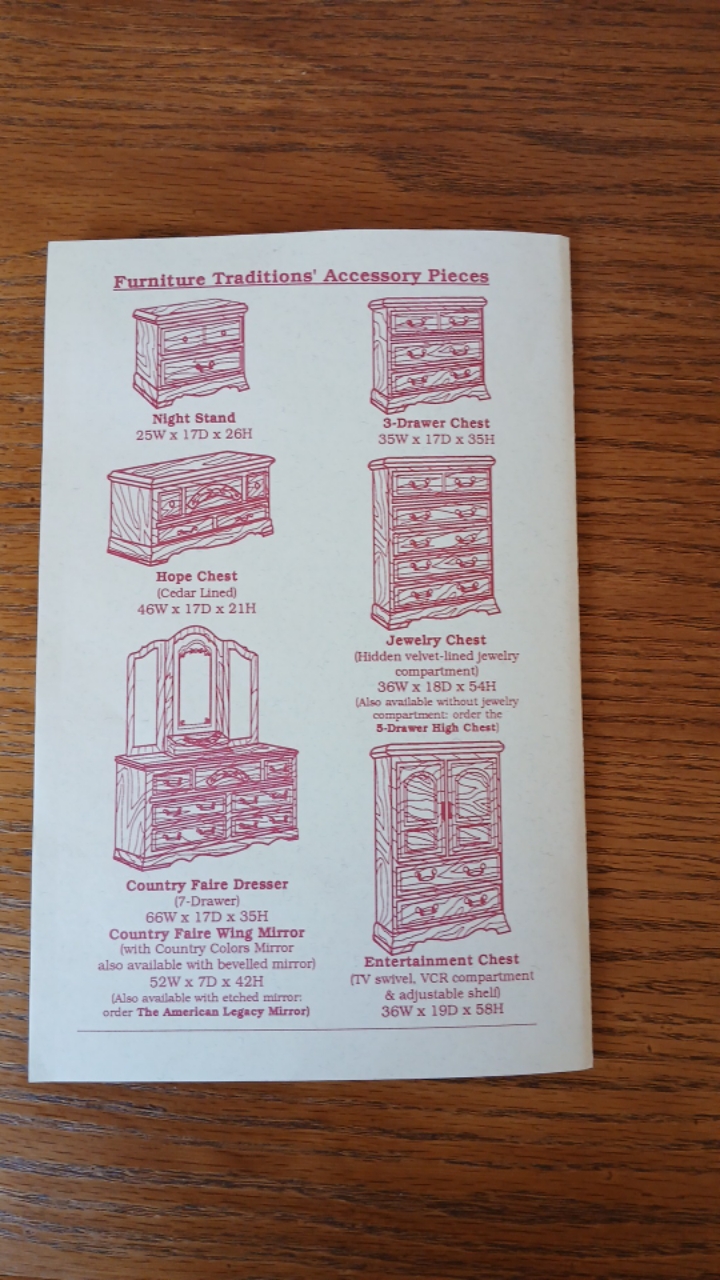 Furniture Traditions' Accessory Pieces
Night Stand
25W x 17D x 26H
3-Drawer Chest
35W x 17D x 35H
Hope Chest
(Cedar Lined)
46W x 17D x 21H
Jewelry Chest
(Hidden velvet-lined jewelry
compartment)
36W x 18D x 54H
(Also available without jewelry
compartment: order the
5-Drawer High Chest)
Country Faire Dresser
(7-Drawer)
66W x 17D x 35H
Country Faire Wing Mirror
(with Country Colors Mirror
also available with bevelled mirror)
52W x 7D x 42H
(Also available with etched mirror:
order The American Legacy Mirror)
Entertainment Chest
(TV swivel, VCR compartment
& adjustable shelf)
36W x 19D x 58H